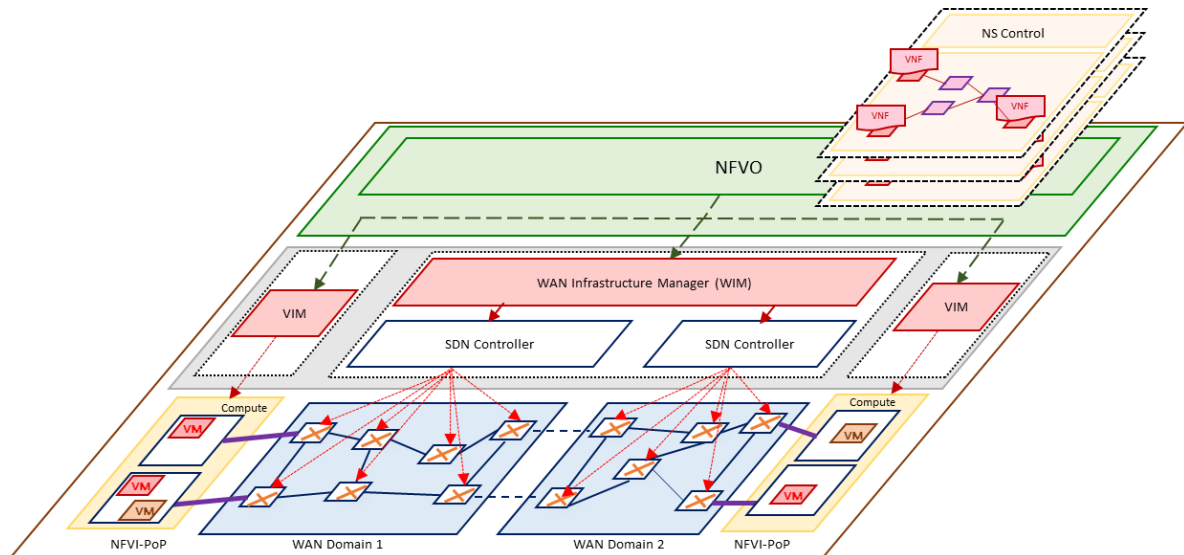 NS Control
VNF
VNF
VNF
NFVO
WAN Infrastructure Manager (WIM)
VIM
VIM
SDN Controller
SDN Controller
Compute
Compute
VM
VM
VM
VM
VM
NFVI-PoP
WAN Domain 1
WAN Domain 2
NFVI-PoP